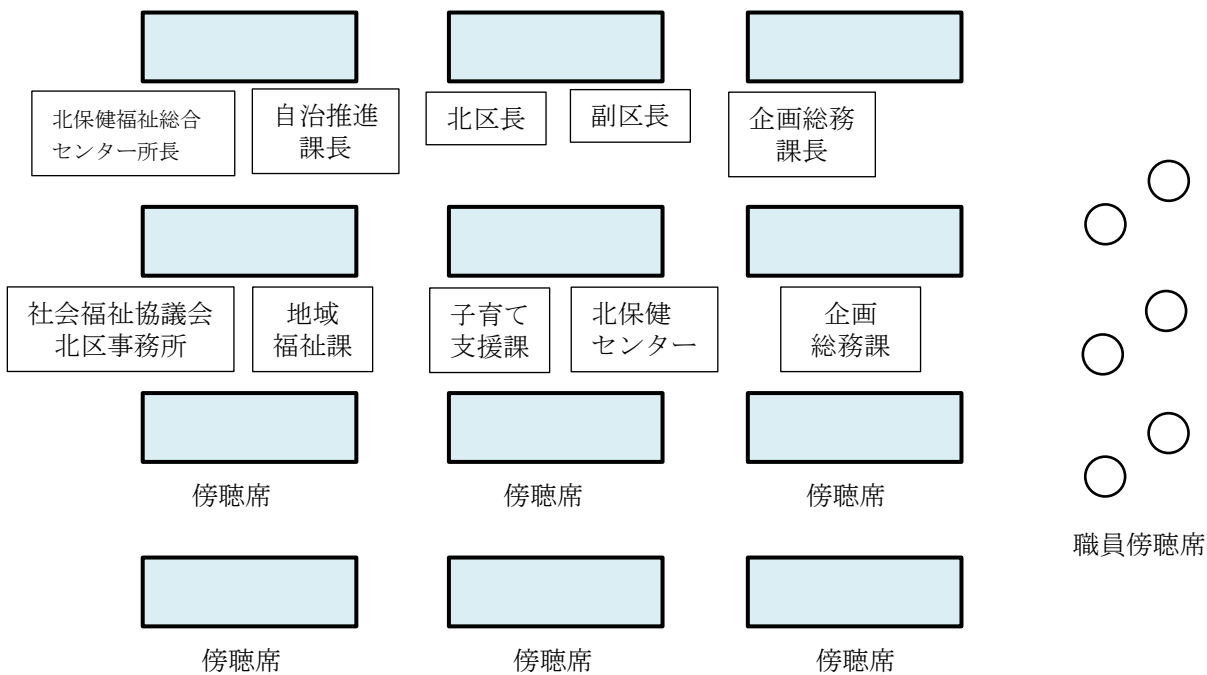 北保健福祉総合
センター所長
自治推進
課長
北区長
副区長
企画総務
課長
社会福祉協議会
北区事務所
地域
福祉課
子育て
支援課
北保健
センター
企画
総務課
傍聴席
傍聴席
傍聴席
職員傍聴席
傍聴席
傍聴席
傍聴席